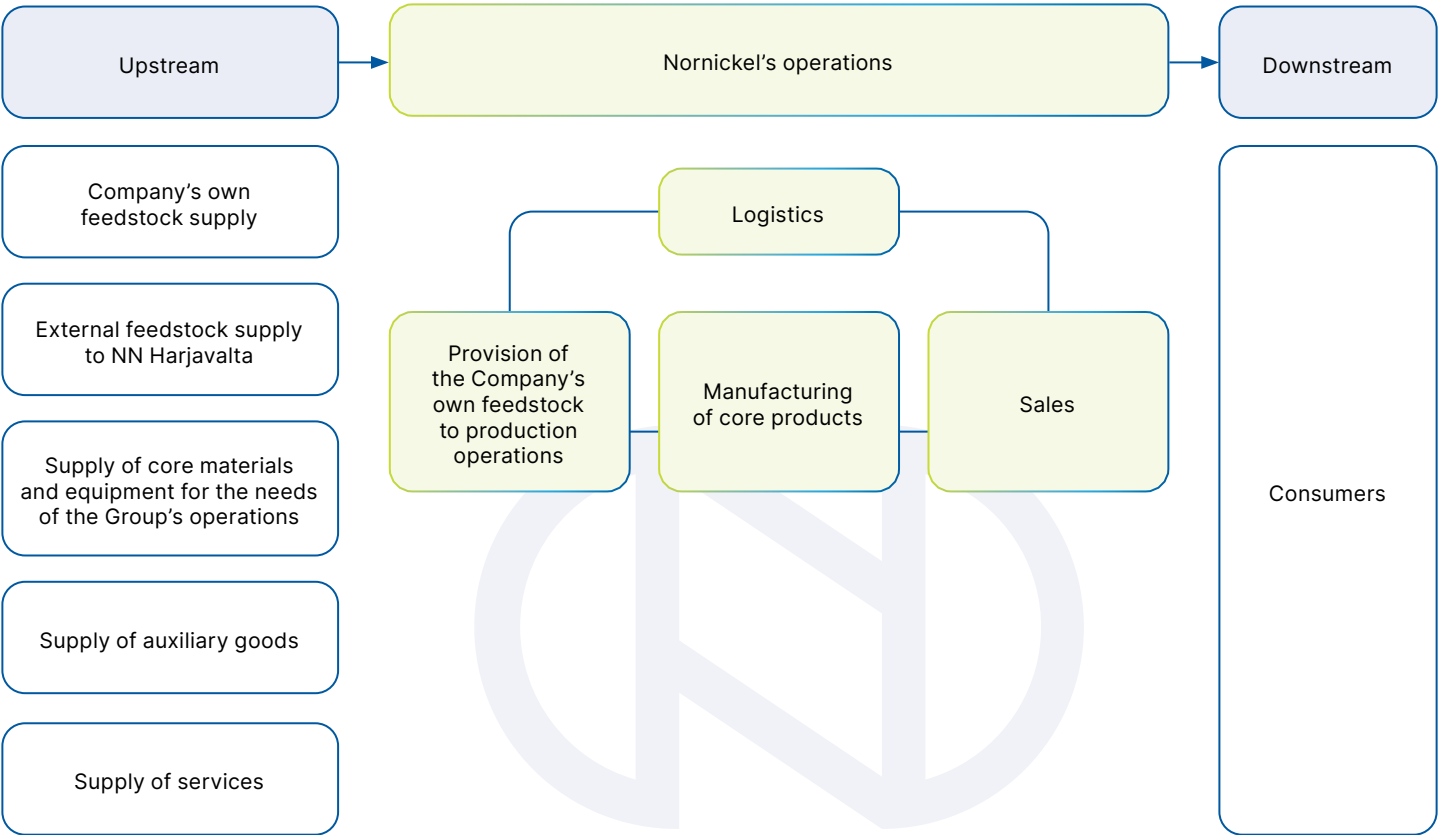 Upstream
Nornickel’s operations
Downstream
Company’s own
feedstock supply
External feedstock supply
to NN Harjavalta
Supply of core materials
and equipment for the needs
of the Group’s operations
Supply of auxiliary goods
Supply of services
Logistics
Provision of
the Company’s
own feedstock
to production
operations
Manufacturing
of core products
Sales
Consumers